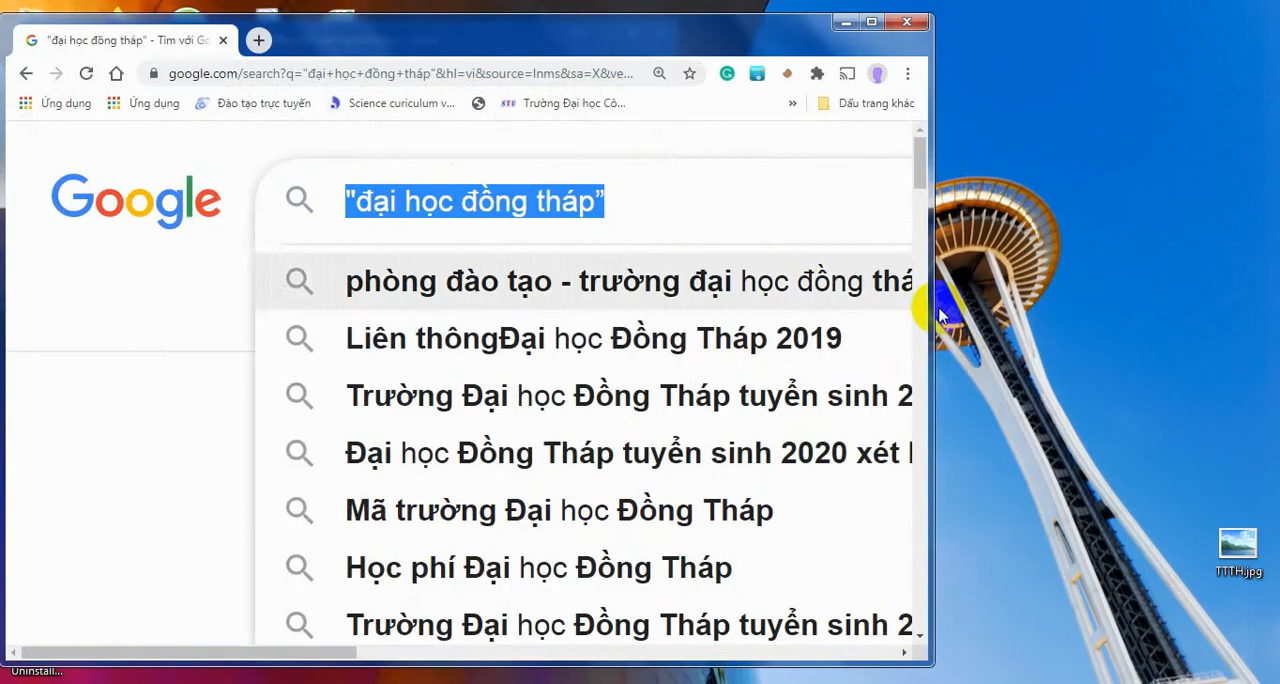 "đại học đồng tháp" - Tìm với Gc
google.com/search?q="đại+học+đồng+tháp"&hl=vi&source=lnms&sa=X&ve...
Ứng dụng Ứng dụng Đào tạo trực tuyến Science curiculum v... STU Trường Đại học Cô... » Dấu trang khác
Google "đại học đồng tháp”
phòng đào tạo - trường đại học đồng thá
Liên thôngĐại học Đồng Tháp 2019
Trường Đại học Đồng Tháp tuyển sinh 2
Đại học Đồng Tháp tuyển sinh 2020 xét
Mã trường Đại học Đồng Tháp
Học phí Đại học Đồng Tháp
Trường Đại học Đồng Tháp tuyển sinh 2
TTTH.jpg
Uninstall...